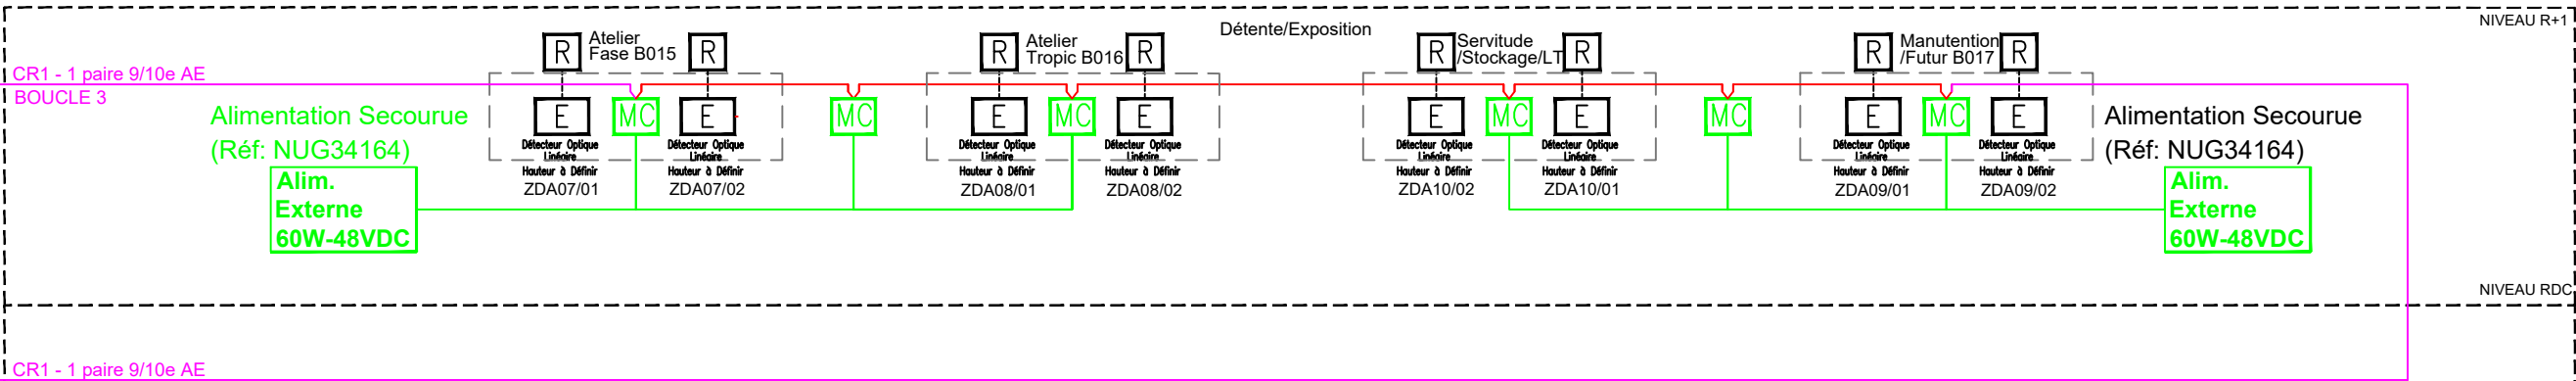 NIVEAU R+1
Détente/Exposition
R
Atelier
Fase B015
R
R
Atelier
Tropic B016
R
R
Servitude
/Stockage/LT
R
R
Manutention
/Futur B017
R
CR1 - 1 paire 9/10e AE
BOUCLE 3
Alimentation Secourue
(Réf: NUG34164)
Alim.
Externe
60W-48VDC
E
MC
E
MC
E
MC
E
E
MC
E
MC
E
MC
E
Détecteur Optique
Linéaire
Hauteur à Définir
ZDA07/01
Détecteur Optique
Linéaire
Hauteur à Définir
ZDA07/02
Détecteur Optique
Linéaire
Hauteur à Définir
ZDA08/01
Détecteur Optique
Linéaire
Hauteur à Définir
ZDA08/02
Détecteur Optique
Linéaire
Hauteur à Définir
ZDA10/02
Détecteur Optique
Linéaire
Hauteur à Définir
ZDA10/01
Détecteur Optique
Linéaire
Hauteur à Définir
ZDA09/01
Détecteur Optique
Linéaire
Hauteur à Définir
ZDA09/02
Alimentation Secourue
(Réf: NUG34164)
Alim.
Externe
60W-48VDC
NIVEAU RDC
CR1 - 1 paire 9/10e AE